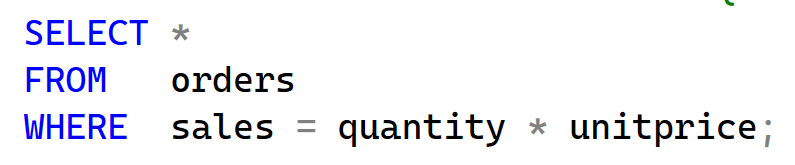 SELECT *
FROM   orders
WHERE  sales = quantity * unitprice;